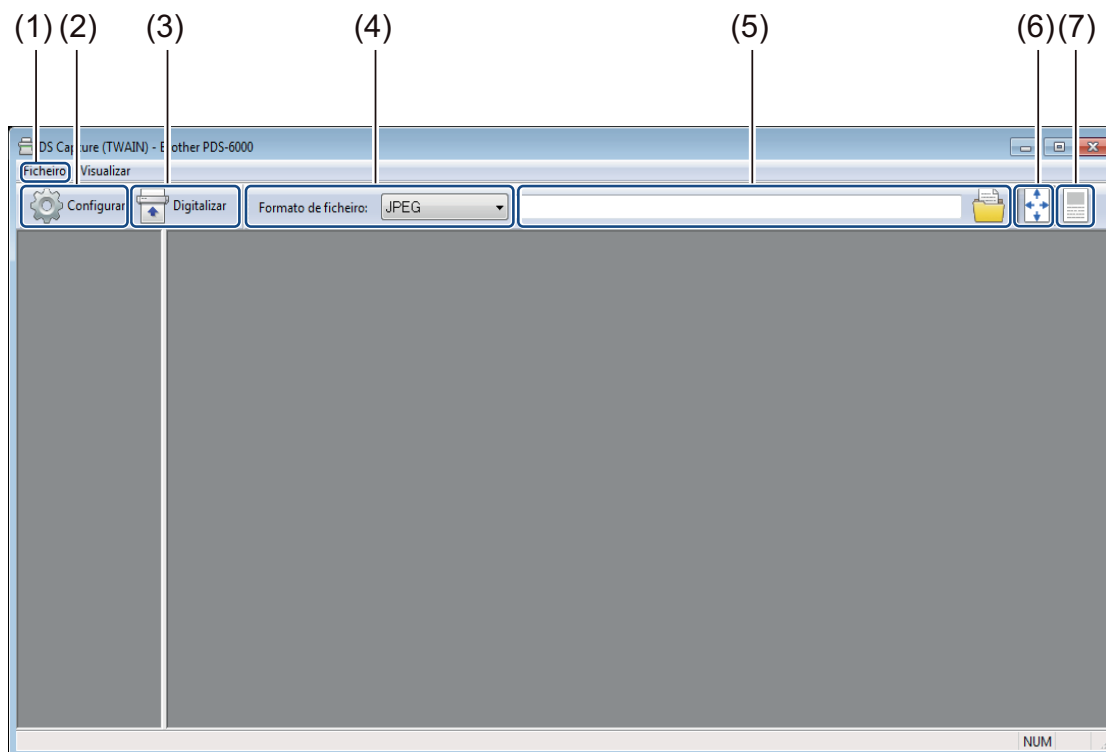 (1) (2) (3) (4) (5) (6) (7)
DS Capture (TWAIN) - Brother PDS-6000
Ficheiro Visualizar
Configurar Digitalizar Formato de ficheiro: JPEG
NUM